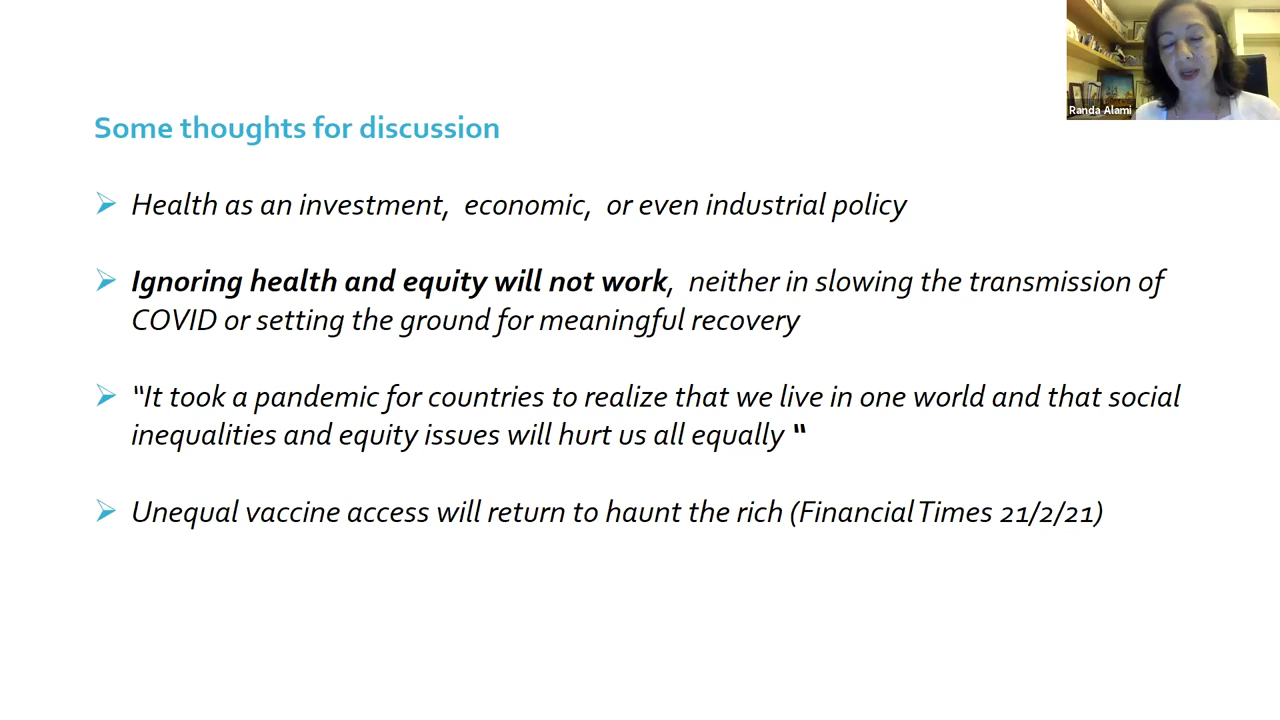 Randa Alami
Some thoughts for discussion
Health as an investment, economic, or even industrial policy
Ignoring health and equity will not work, neither in slowing the transmission of
COVID or setting the ground for meaningful recovery
“It took a pandemic for countries to realize that we live in one world and that social
inequalities and equity issues will hurt us all equally “
Unequal vaccine access will return to haunt the rich (Financial Times 21/2/21)